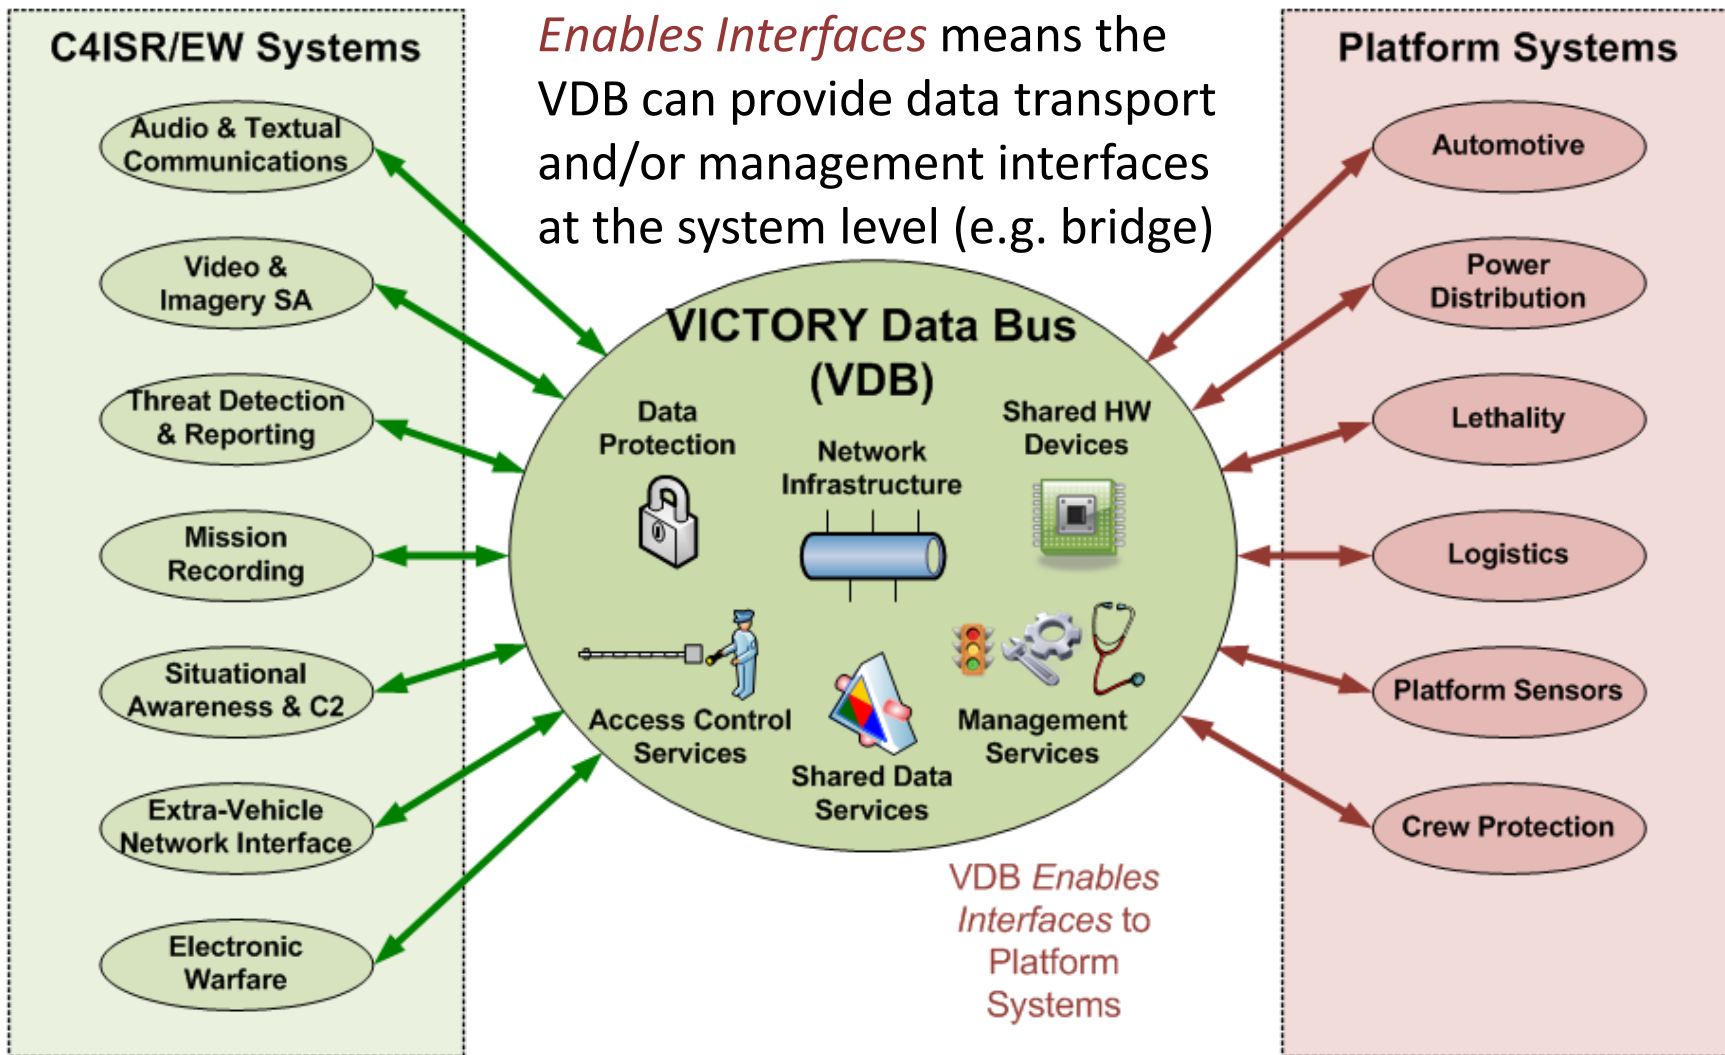 C4ISR/EW Systems
Audio & Textual
Communications
Video &
Imagery SA
Threat Detection
& Reporting
Mission
Recording
Situational
Awareness & C2
Extra-Vehicle
Network Interface
Electronic
Warfare
Enables Interfaces means the
VDB can provide data transport
and/or management interfaces
at the system level (e.g. bridge)
VICTORY Data Bus
(VDB)
Data
Protection
Network
Infrastructure
Shared HW
Devices
Access Control
Services
Shared Data
Services
Management
Services
VDB Enables
Interfaces to
Platform
Systems
Platform Systems
Automotive
Power
Distribution
Lethality
Logistics
Platform Sensors
Crew Protection